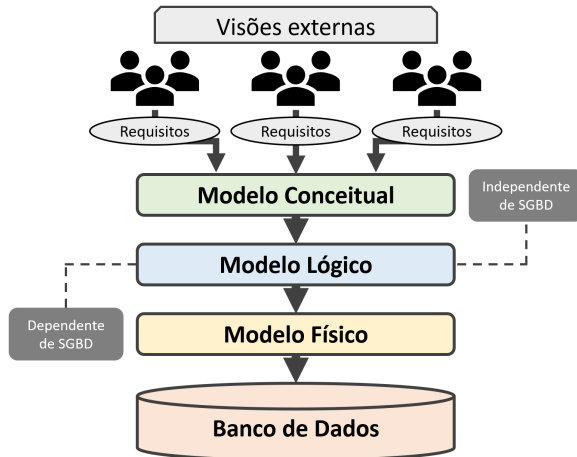 Visões externas
Requisitos
Requisitos
Requisitos
Modelo Conceitual
Independente
de SGBD
Modelo Lógico
Dependente
de SGBD
Modelo Físico
Banco de Dados